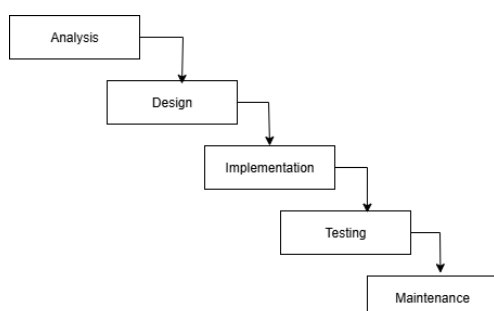 Analysis
Design
Implementation
Testing
Maintenance